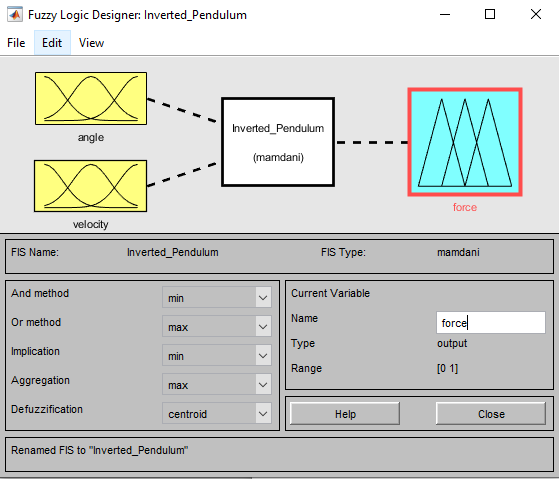 Fuzzy Logic Designer: Inverted_Pendulum
File Edit View
angle
velocity
Inverted_Pendulum
(mamdani)
force
FIS Name: Inverted_Pendulum FIS Type: mamdani
And method min
Or method max
Implication min
Aggregation max
Defuzzification centroid
Current Variable
Name force
Type output
Range [0 1]
Help Close
Renamed FIS to "Inverted_Pendulum"